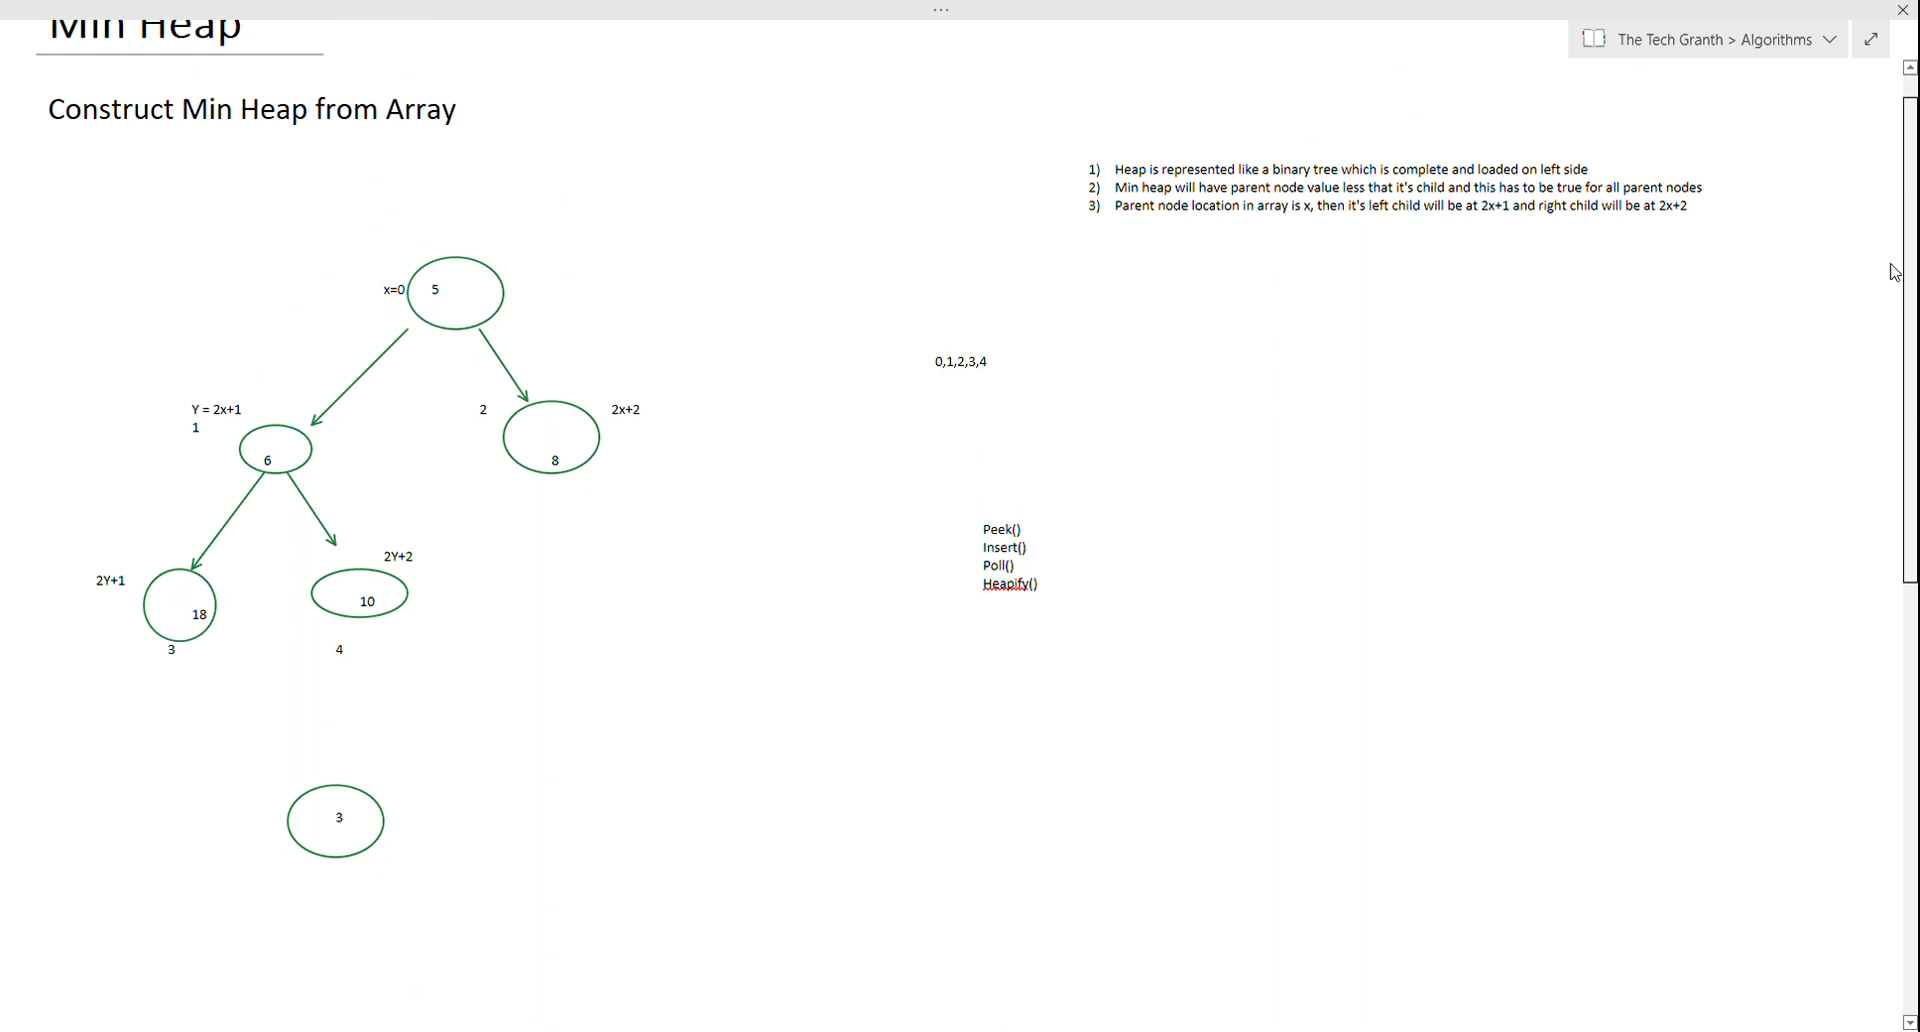 Min Heap
The Tech Granth > Algorithms
Construct Min Heap from Array
1) Heap is represented like a binary tree which is complete and loaded on left side
2) Min heap will have parent node value less that it's child and this has to be true for all parent nodes
3) Parent node location in array is x, then it's left child will be at 2x+1 and right child will be at 2x+2
x=0
5
0,1,2,3,4
Y = 2x+1
1
2
2x+2
6
8
Peek()
Insert()
Poll()
Heapify()
2Y+2
2Y+1
10
18
3
4
3